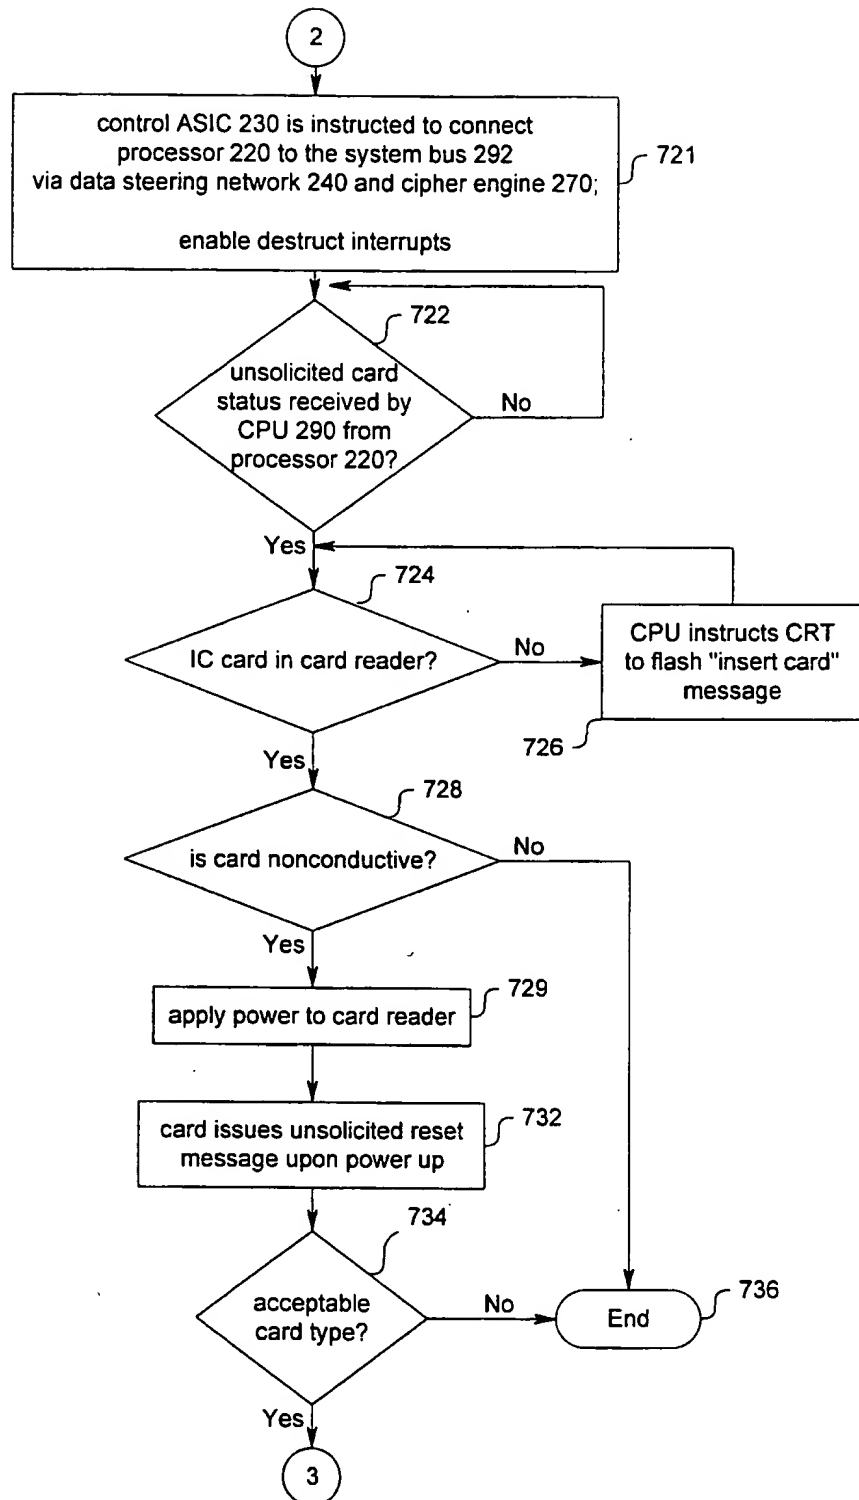 2
control ASIC 230 is instructed to connect
processor 220 to the system bus 292
via data steering network 240 and cipher engine 270;
enable destruct interrupts
721
722
unsolicited card
status received by
CPU 290 from
processor 220?
No
Yes
724
IC card in card reader?
No
CPU instructs CRT
to flash "insert card"
message
726
Yes
728
is card nonconductive?
No
Yes
729
apply power to card reader
732
card issues unsolicited reset
message upon power up
734
acceptable
card type?
No
End
736
Yes
3